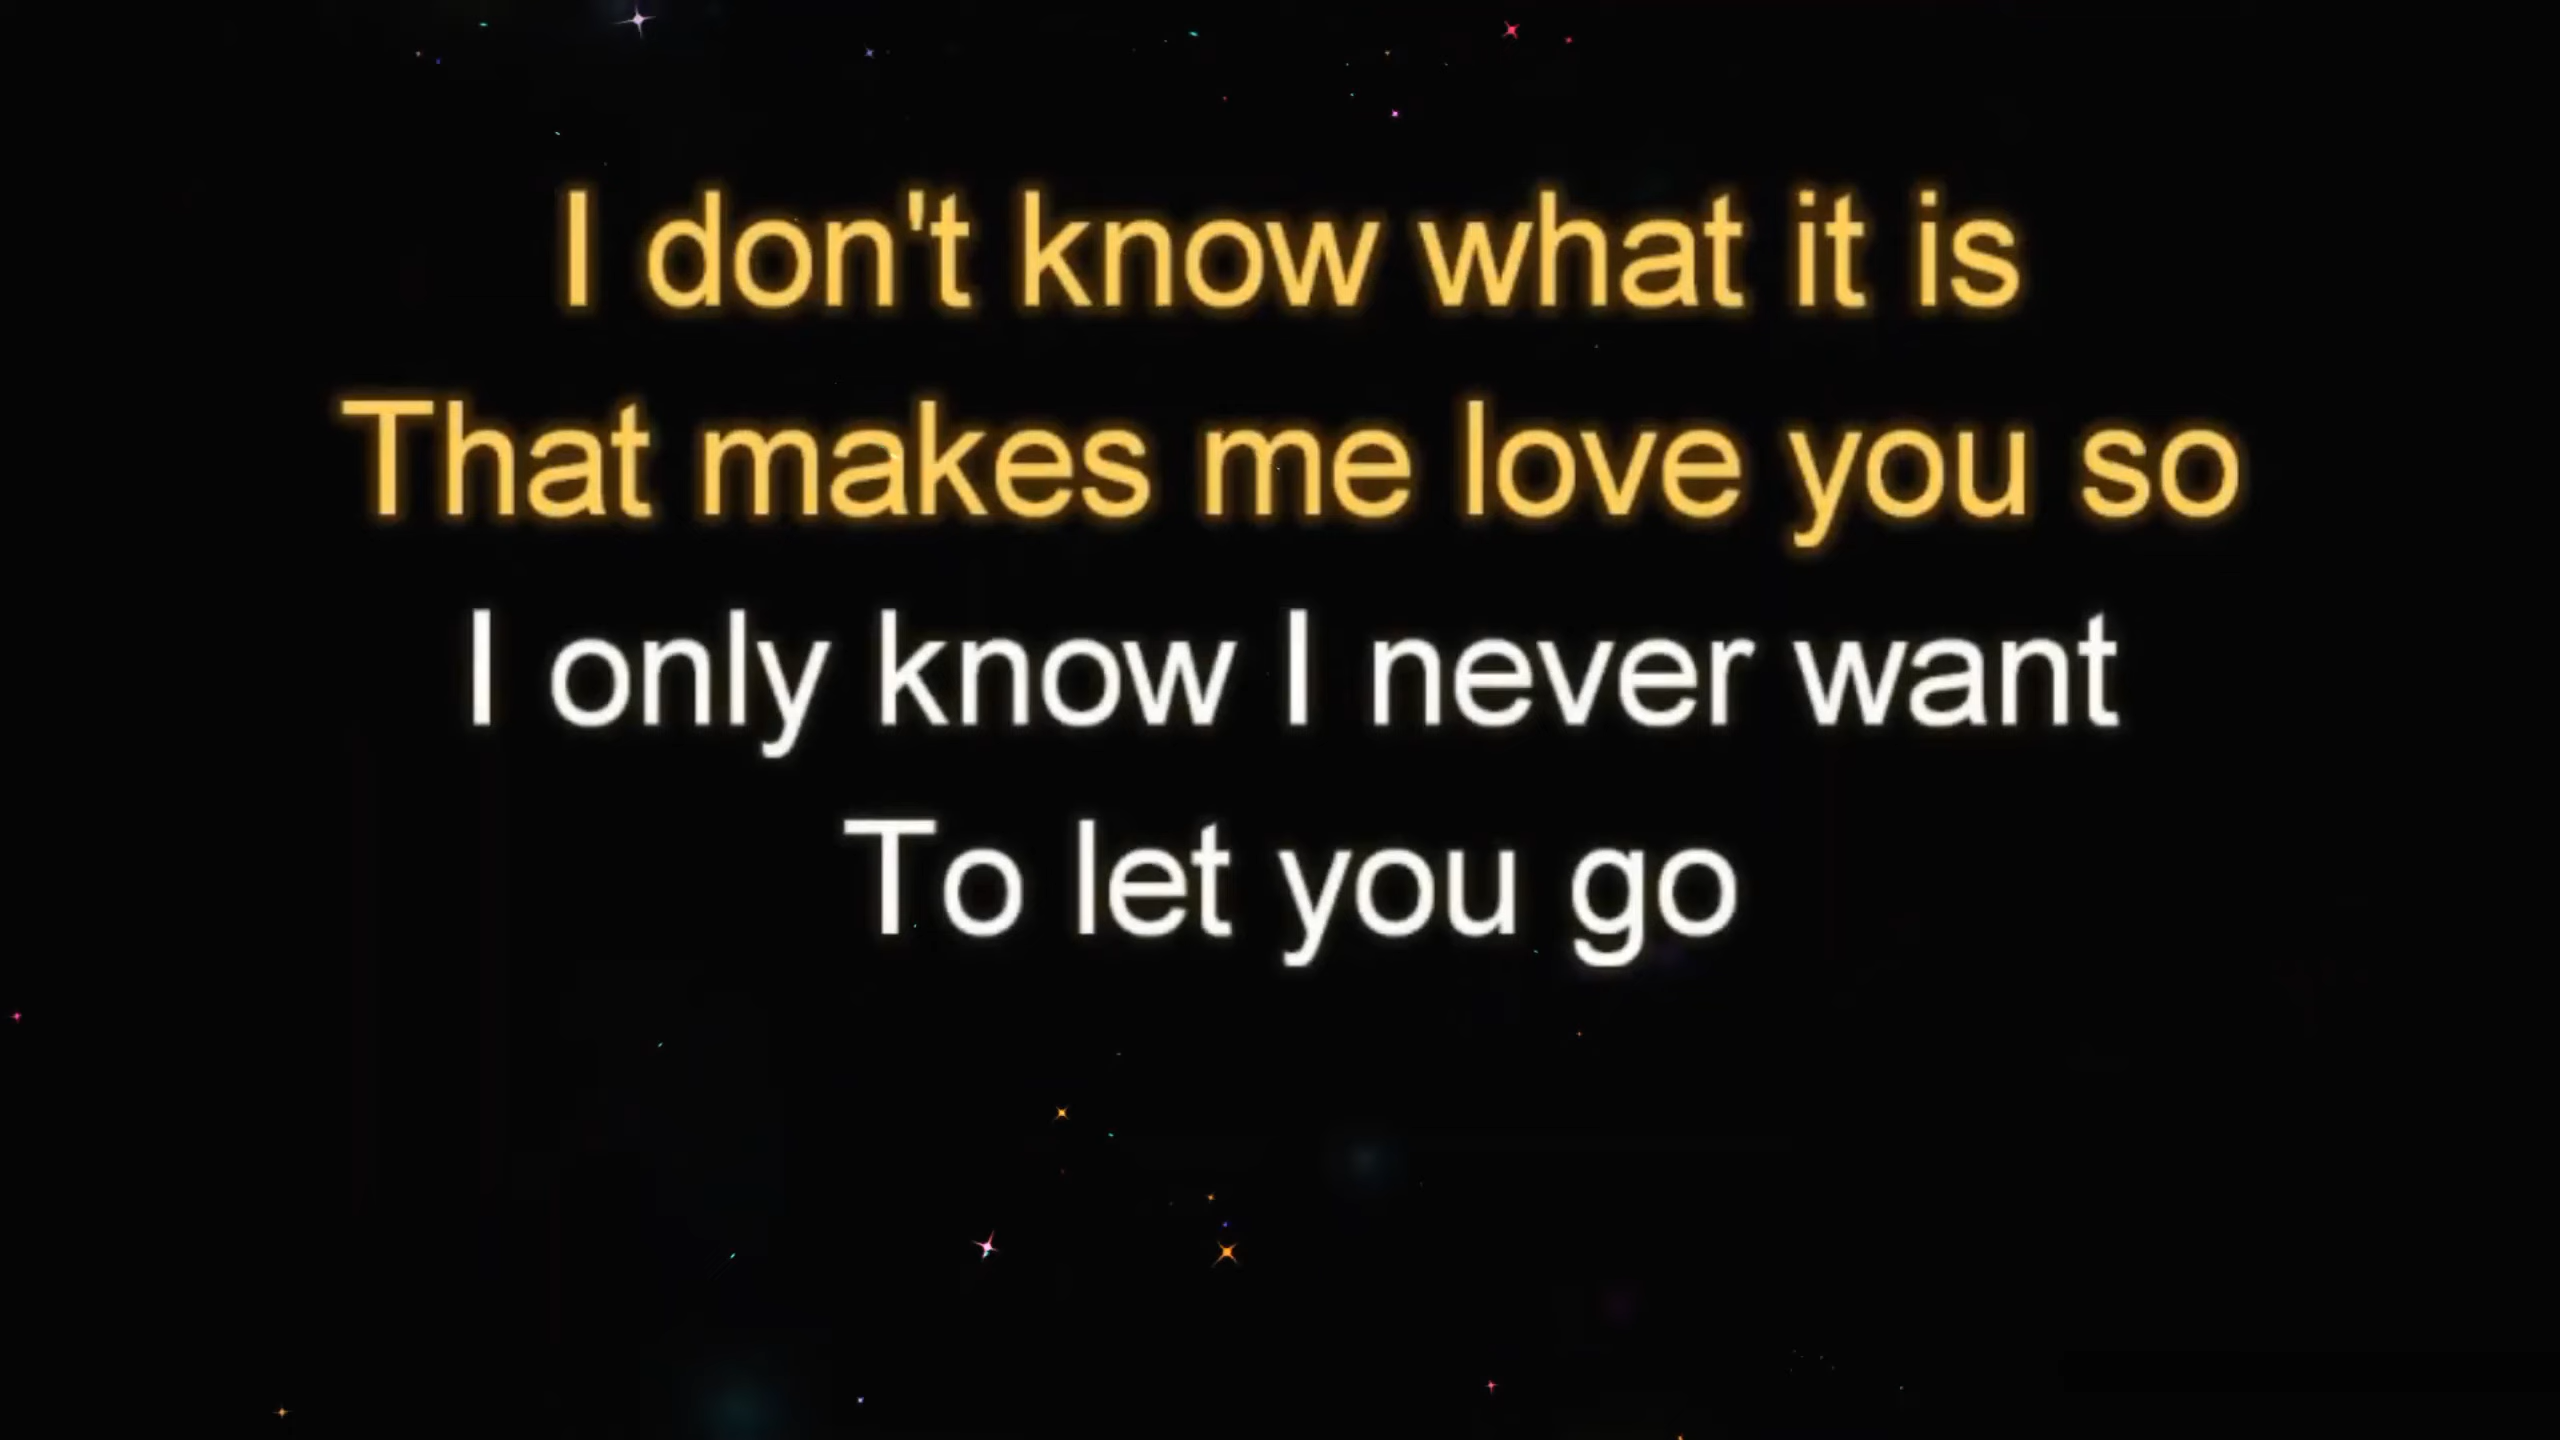 I don't know what it is
That makes me love you so
I only know I never want
To let you go